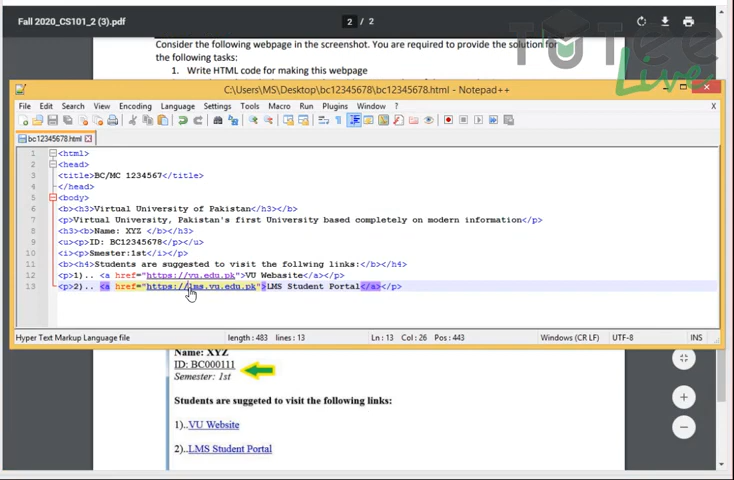 Fall 2020_CS101_2 (3).pdf
2 / 2
TUTee
Live.
Consider the following webpage in the screenshot. You are required to provide the solution for
the following tasks:
1. Write HTML code for making this webpage
C:\Users\MS\Desktop\bc12345678\bc12345678.html - Notepad++
File Edit Search View Encoding Language Settings Tools Macro Run Plugins Window ? X
bc12345678.html
1 <html>
2 <head>
3 <title>BC/MC 1234567</title>
4 </head>
5 <body>
6 <b><h3>Virtual University of Pakistan</h3></b>
7 <p>Virtual University, Pakistan's first University based completely on modern information</p>
8 <h3><b>Name: XYZ </b></h3>
9 <u><p>ID: BC12345678</p></u>
10 <i><p>Smester:1st</i></p>
11 <b><h4>Students are suggested to visit the follwing links:</b></h4>
12 <p>1).. <a href="https://vu.edu.pk">VU Webasite</a></p>
13 <p>2).. <a href="https://lms.vu.edu.pk">LMS Student Portal</a></p>
Hyper Text Markup Language file length : 483 lines : 13 Ln : 13 Col : 26 Pos : 443 Windows (CR LF) UTF-8 INS
Name: XYZ
ID: BC000111
Semester: 1st
Students are suggeted to visit the following links:
1)..VU Website
2)..LMS Student Portal